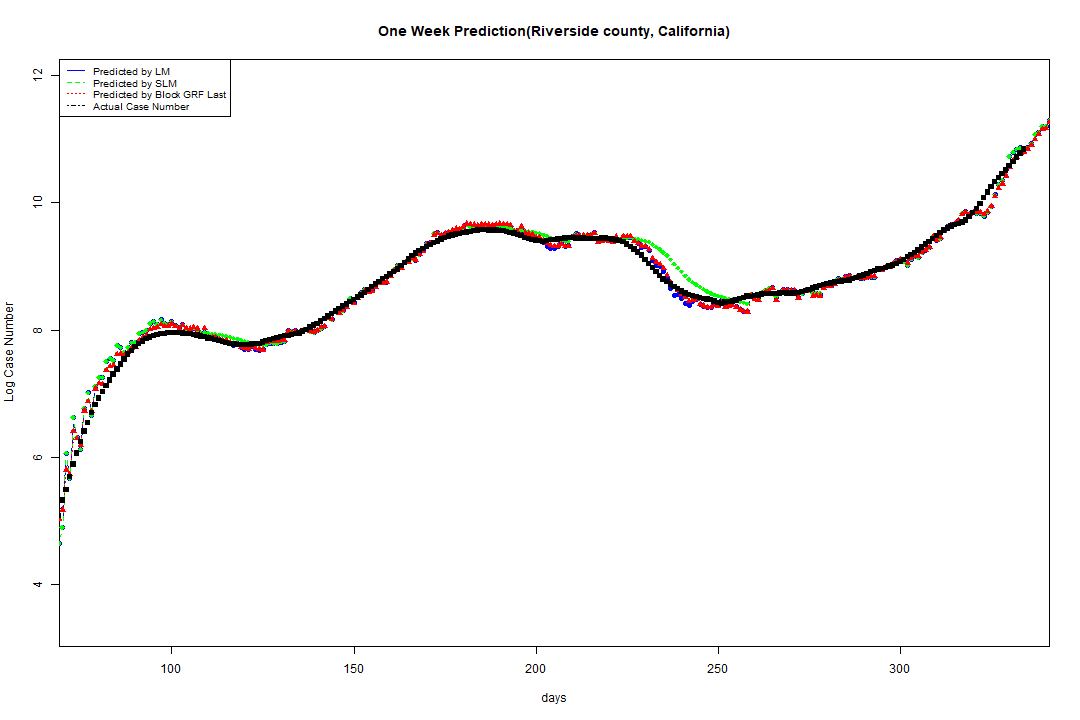 One Week Prediction(Riverside county, California)
Predicted by LM
Predicted by SLM
Predicted by Block GRF Last
Actual Case Number
12
10
8
6
4
Log Case Number
100 150 200 250 300
days